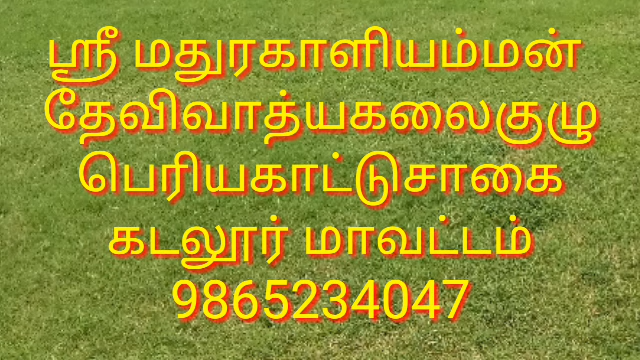 ஸ்ரீ மதுரகாளியம்மன்
தேவிவாத்யகலைகுழு
பெரியகாட்டுசாகை
கடலூர் மாவட்டம்
9865234047